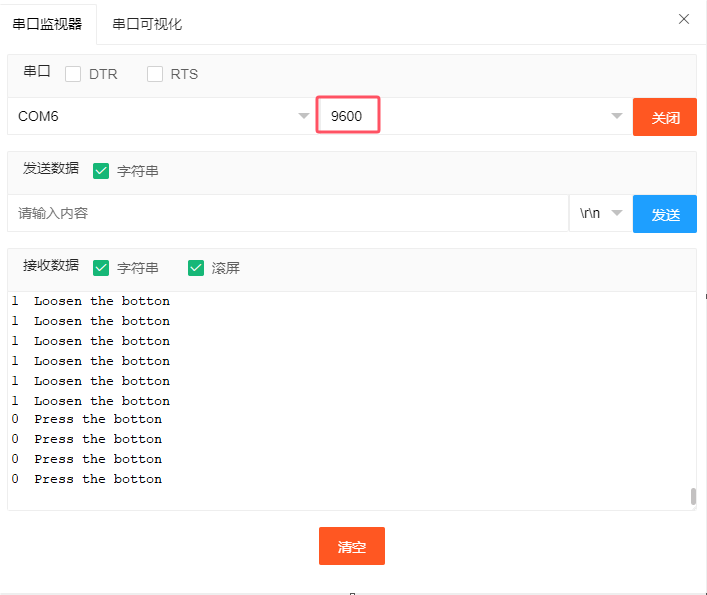 串口监视器 串口可视化
串口 DTR RTS
COM6 9600 关闭
发送数据 字符串
请输入内容 \r\n 发送
接收数据 字符串 滚屏
1 Loosen the botton
1 Loosen the botton
1 Loosen the botton
1 Loosen the botton
1 Loosen the botton
1 Loosen the botton
0 Press the botton
0 Press the botton
0 Press the botton
0 Press the botton
清空